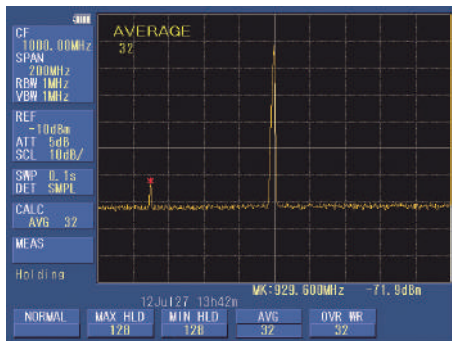 CF
1000.00MHz
SPAN
200MHz
RBW 1MHz
VBW 1MHz
REF
-10dBm
ATT 5dB
SCL 10dB/
SWP 0.1s
DET SMPL
CALC
AVG 32
MEAS
Holding
AVERAGE
32
MK:929.600MHz -71.9dBm
12Jul27 13h42m
NORMAL
MAX HLD
128
MIN HLD
128
AVG
32
OVR WR
32